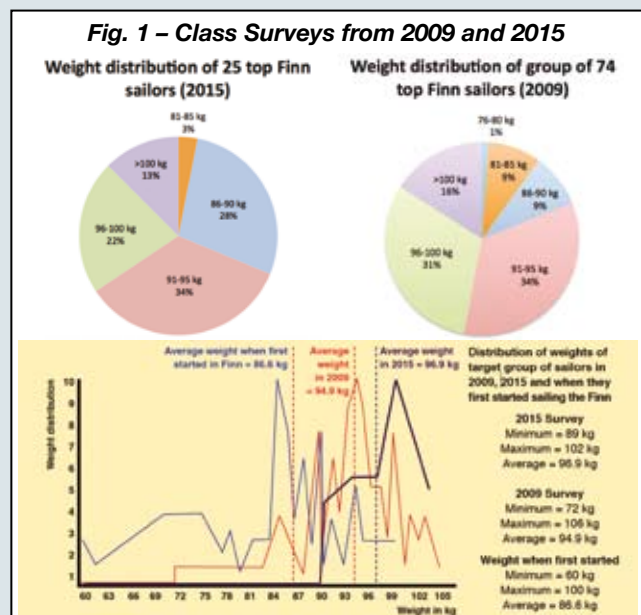 Fig. 1 – Class Surveys from 2009 and 2015
Weight distribution of 25 top Finn
sailors (2015)
81-85 kg
3%
>100 kg
13%
86-90 kg
28%
96-100 kg
22%
91-95 kg
34%
Weight distribution of group of 74
top Finn sailors (2009)
76-80 kg
1%
81-85 kg
9%
>100 kg
16%
86-90 kg
9%
96-100 kg
31%
91-95 kg
34%
Average weight when first
started in Finn = 86.6 kg
Average
weight
in 2009
= 94.9 kg
Average weight
in 2015 = 96.9 kg
Weight distribution
10
9
8
7
6
5
4
3
2
1
60 63 66 69 72 75 78 81 84 87 90 93 96 99 102 105
Weight in kg
Distribution of weights of
target group of sailors in
2009, 2015 and when they
first started sailing the Finn
2015 Survey
Minimum = 89 kg
Maximum = 102 kg
Average = 96.9 kg
2009 Survey
Minimum = 72 kg
Maximum = 106 kg
Average = 94.9 kg
Weight when first started
Minimum = 60 kg
Maximum = 100 kg
Average = 86.6 kg